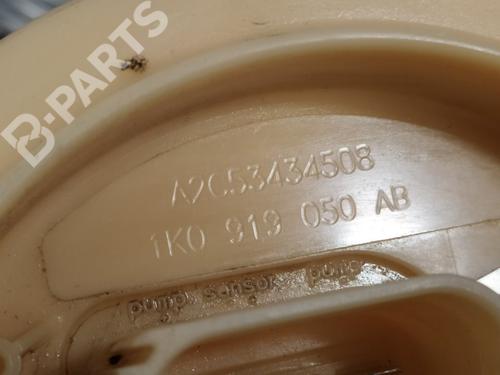 B-PARTS
A2C53434508
1K0 919 050 AB
pump sensor pump